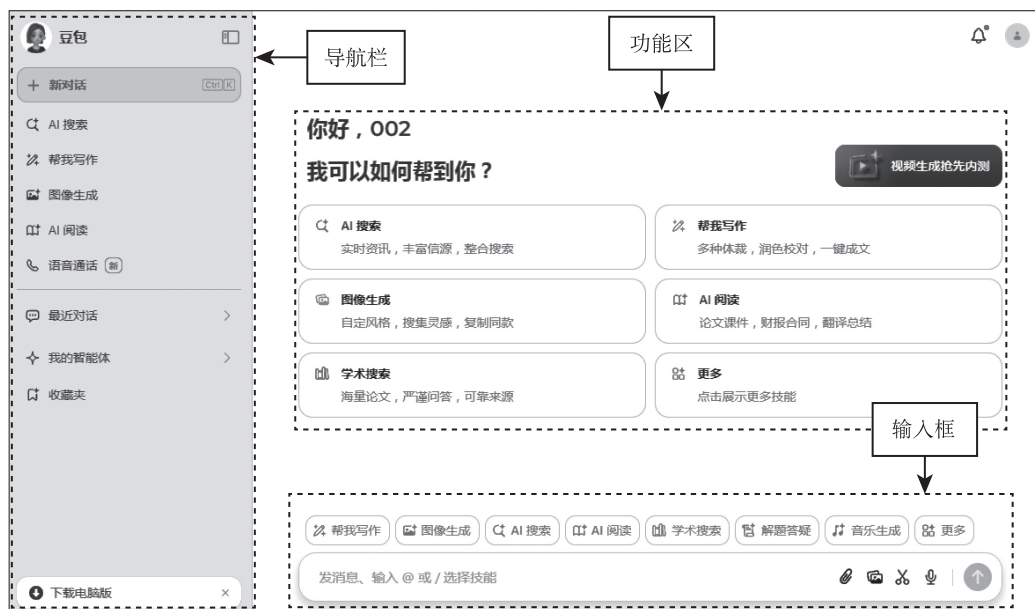 豆包
导航栏
功能区
+ 新对话 Ctrl K
AI 搜索
帮我写作
图像生成
AI 阅读
语音通话 新
最近对话
我的智能体
收藏夹
下载电脑版 ×
你好，002
我可以如何帮到你？
视频生成抢先内测
AI 搜索
实时资讯，丰富信源，整合搜索
帮我写作
多种体裁，润色校对，一键成文
图像生成
自定风格，搜集灵感，复制同款
AI 阅读
论文课件，财报合同，翻译总结
学术搜索
海量论文，严谨问答，可靠来源
更多
点击展示更多技能
输入框
帮我写作 图像生成 AI 搜索 AI 阅读 学术搜索 解题答疑 音乐生成 更多
发消息、输入 @ 或 / 选择技能